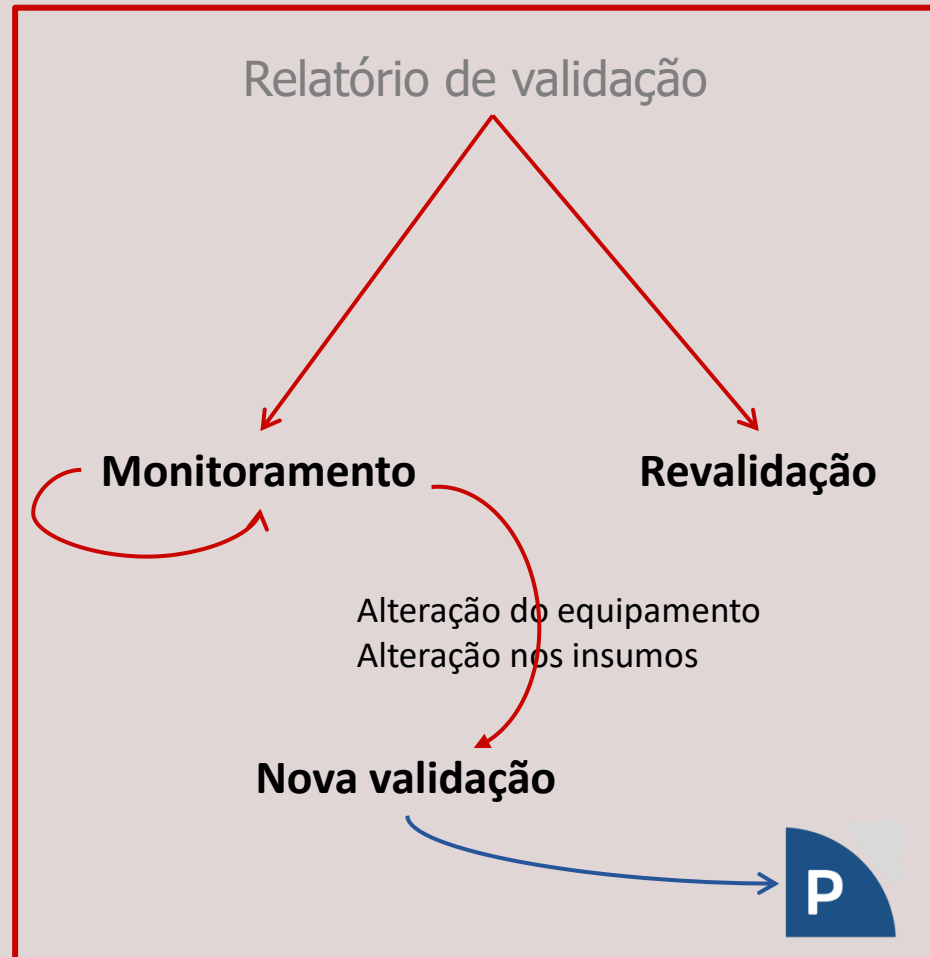 Relatório de validação
Monitoramento
Revalidação
Alteração do equipamento
Alteração nos insumos
Nova validação
P